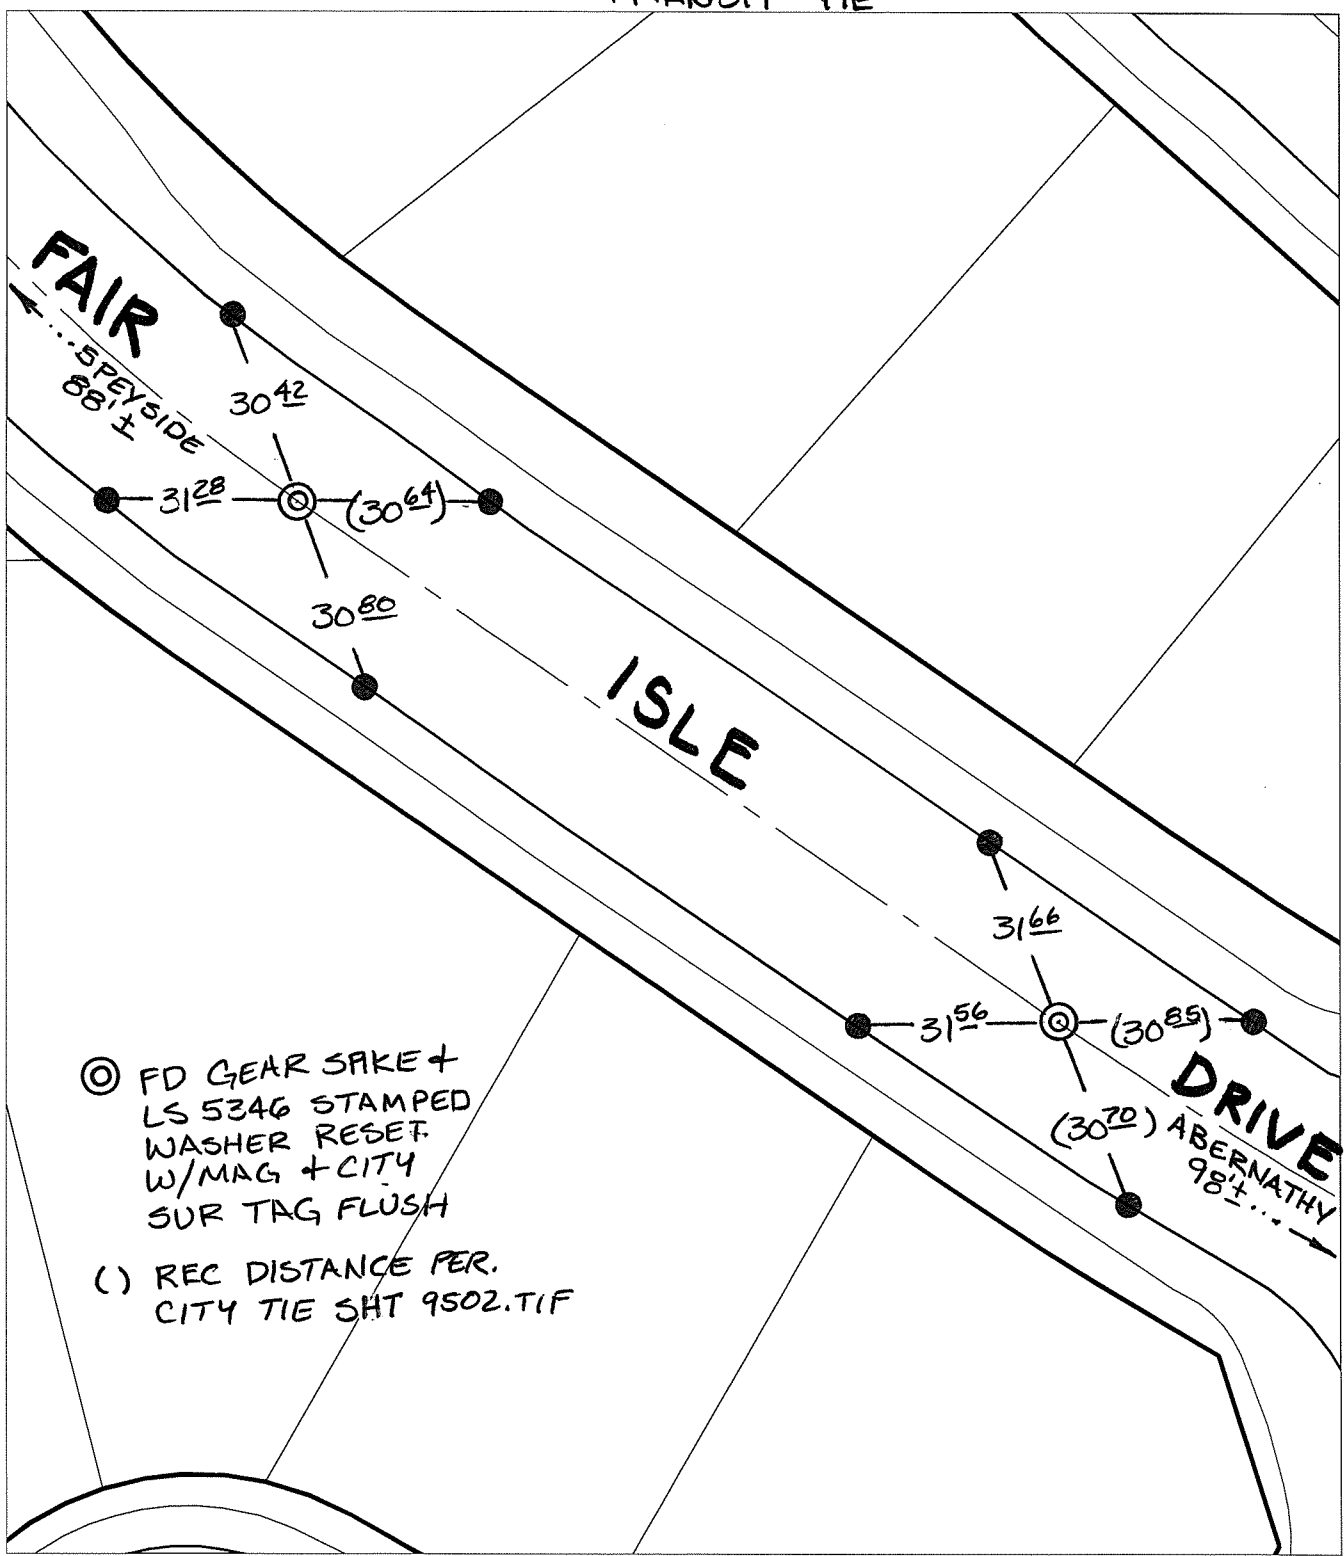 TRANSIT TIE
FAIR
SPEYSIDE
88'±
30 42
31 28
(30 64)
30 80
ISLE
31 66
31 56
(30 85)
(30 70)
DRIVE
ABERNATHY
98'±
FD GEAR SPIKE +
LS 5346 STAMPED
WASHER RESET
W/MAG + CITY
SUR TAG FLUSH
( ) REC DISTANCE PER.
CITY TIE SHT 9502.TIF